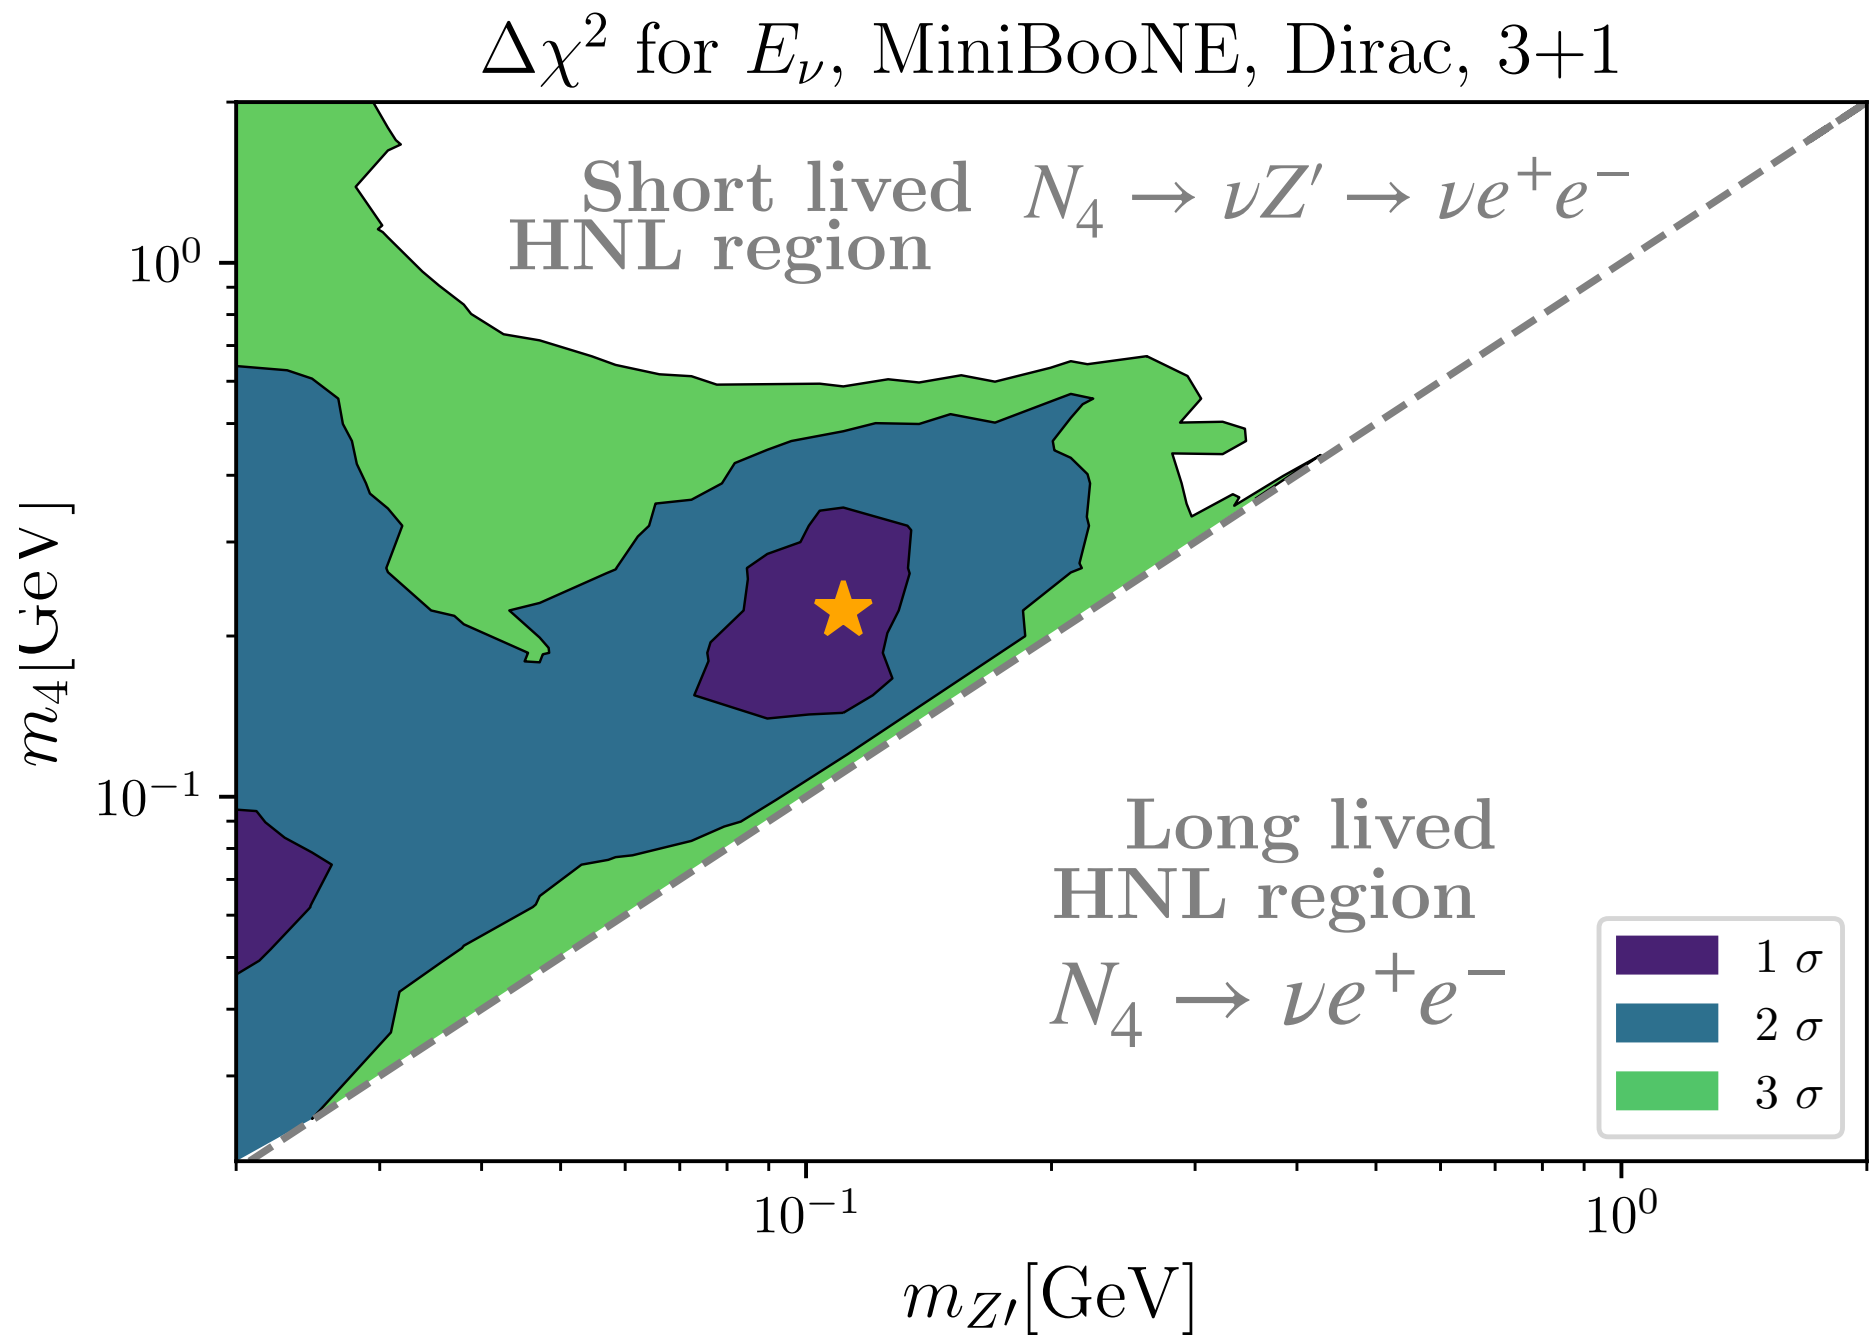 Δχ² for E_ν, MiniBooNE, Dirac, 3+1
Short lived
HNL region
N₄ → νZ′ → νe⁺e⁻
10⁰
m₄[GeV]
10⁻¹
Long lived
HNL region
N₄ → νe⁺e⁻
1 σ
2 σ
3 σ
10⁻¹
10⁰
m_Z′[GeV]